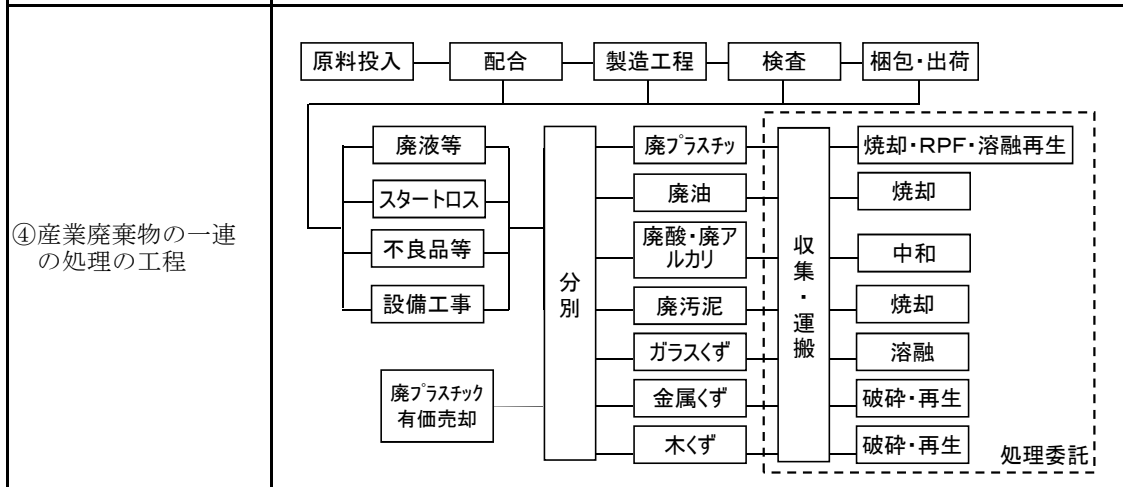 原料投入
配合
製造工程
検査
梱包・出荷
④産業廃棄物の一連
の処理の工程
廃液等
スタートロス
不良品等
設備工事
廃プラスチック
有価売却
分別
廃プラスチッ
廃油
廃酸・廃ア
ルカリ
廃汚泥
ガラスくず
金属くず
木くず
収集・運搬
焼却・RPF・溶融再生
焼却
中和
焼却
溶融
破砕・再生
破砕・再生
処理委託